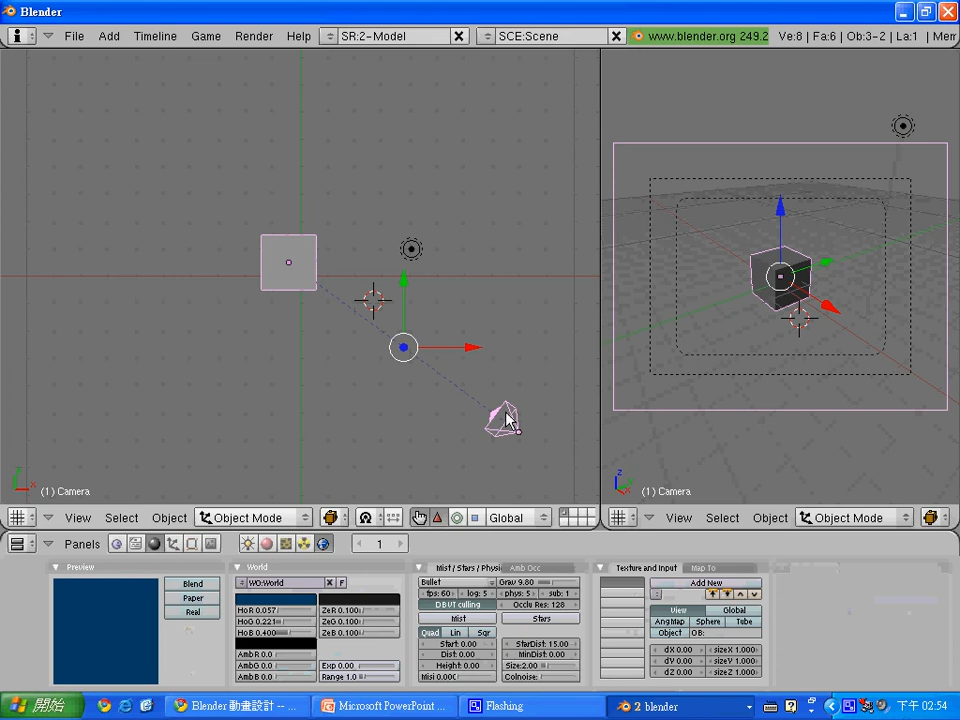 Blender
File Add Timeline Game Render Help SR:2-Model SCE:Scene www.blender.org 249.2 Ve:8 | Fa:6 | Ob:3-2 | La:1 | Mem
(1) Camera
(1) Camera
View Select Object Object Mode Global
View Select Object Object Mode
Panels 1
Preview
Blend
Paper
Real
World
WO:World F
HoR 0.057 ZeR 0.100
HoG 0.221 ZeG 0.100
HoB 0.400 ZeB 0.100
AmbR 0.0
AmbG 0.0 Exp 0.00
AmbB 0.0 Range 1.0
Mist / Stars / Physi Amb Occ
Bullet Grav 9.80
fps: 60 log: 5 phys: 5 sub: 1
DBVT culling Occlu Res: 128
Mist Stars
Quad Lin Sqr StarDist: 15.00
Start: 0.00 MinDist: 0.00
Dist: 0.00 Size:2.00
Height: 0.00 Colnoise:
Misi 0.000
Texture and Input Map To
Add New
View Global
AngMap Sphere Tube
Object OB:
dX 0.00 sizeX 1.000
dY 0.00 sizeY 1.000
dZ 0.00 sizeZ 1.000
開始 Blender 動畫設計 -- ... Microsoft PowerPoint ... Flashing 2 blender 下午 02:54